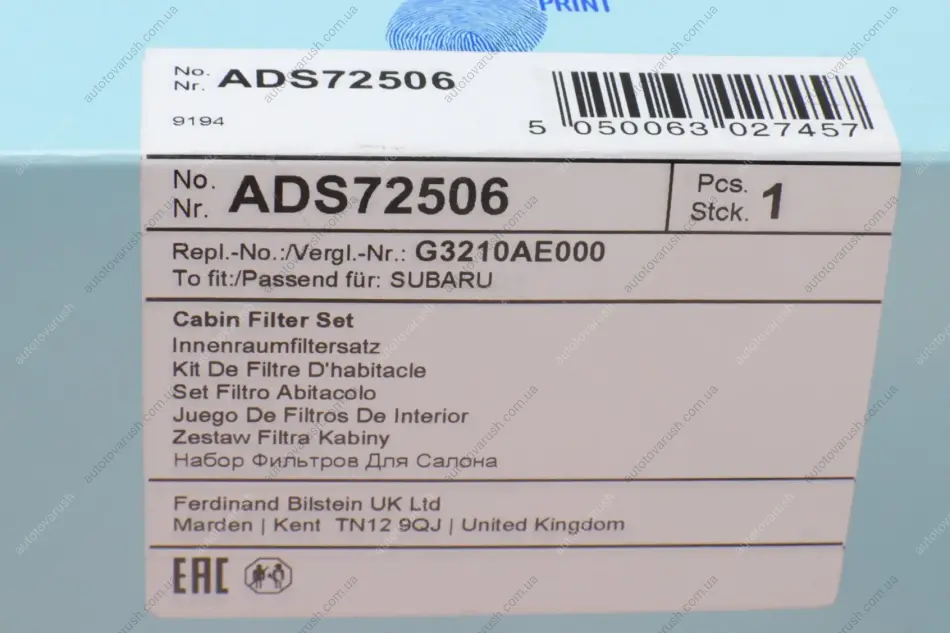 PRINT
No.
Nr. ADS72506
9194
5 050063 027457
No.
Nr. ADS72506
Pcs.
Stck. 1
Repl.-No.:/Vergl.-Nr.: G3210AE000
To fit:/Passend für: SUBARU
Cabin Filter Set
Innenraumfiltersatz
Kit De Filtre D'habitacle
Set Filtro Abitacolo
Juego De Filtros De Interior
Zestaw Filtra Kabiny
Набор Фильтров Для Салона
Ferdinand Bilstein UK Ltd
Marden | Kent TN12 9QJ | United Kingdom
EAC
autotovarush.com.ua